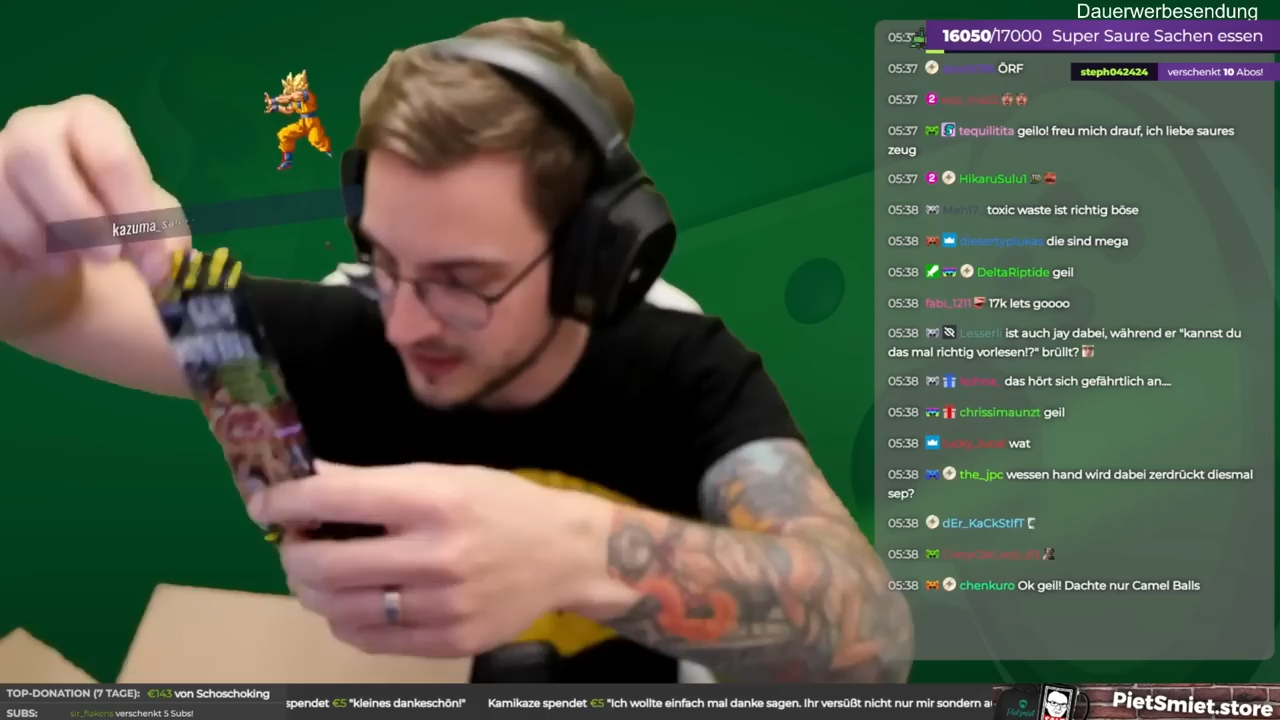 Dauerwerbesendung
16050/17000 Super Saure Sachen essen
05:37
05:37 ÖRF
steph042424 verschenkt 10 Abos!
05:37 2
05:37 tequilitita geilo! freu mich drauf, ich liebe saures
zeug
05:37 2 HikaruSulu1
05:38 toxic waste ist richtig böse
05:38 diesertyplukas die sind mega
05:38 DeltaRiptide geil
05:38 fabi_1211 17k lets goooo
05:38 Lesserli ist auch jay dabei, während er "kannst du
das mal richtig vorlesen!?" brüllt?
05:38 das hört sich gefährtlich an....
05:38 chrissimaunzt geil
05:38 wat
05:38 the_jpc wessen hand wird dabei zerdrückt diesmal
sep?
05:38 dEr_KaCkStIfT
05:38
05:38 chenkuro Ok geil! Dachte nur Camel Balls
TOP-DONATION (7 TAGE): €143 von Schoschoking
SUBS: sir_flakens verschenkt 5 Subs!
spendet €5 "kleines dankeschön!" Kamikaze spendet €5 "Ich wollte einfach mal danke sagen. Ihr versüßt nicht nur mir sondern au
PietSmiet.store